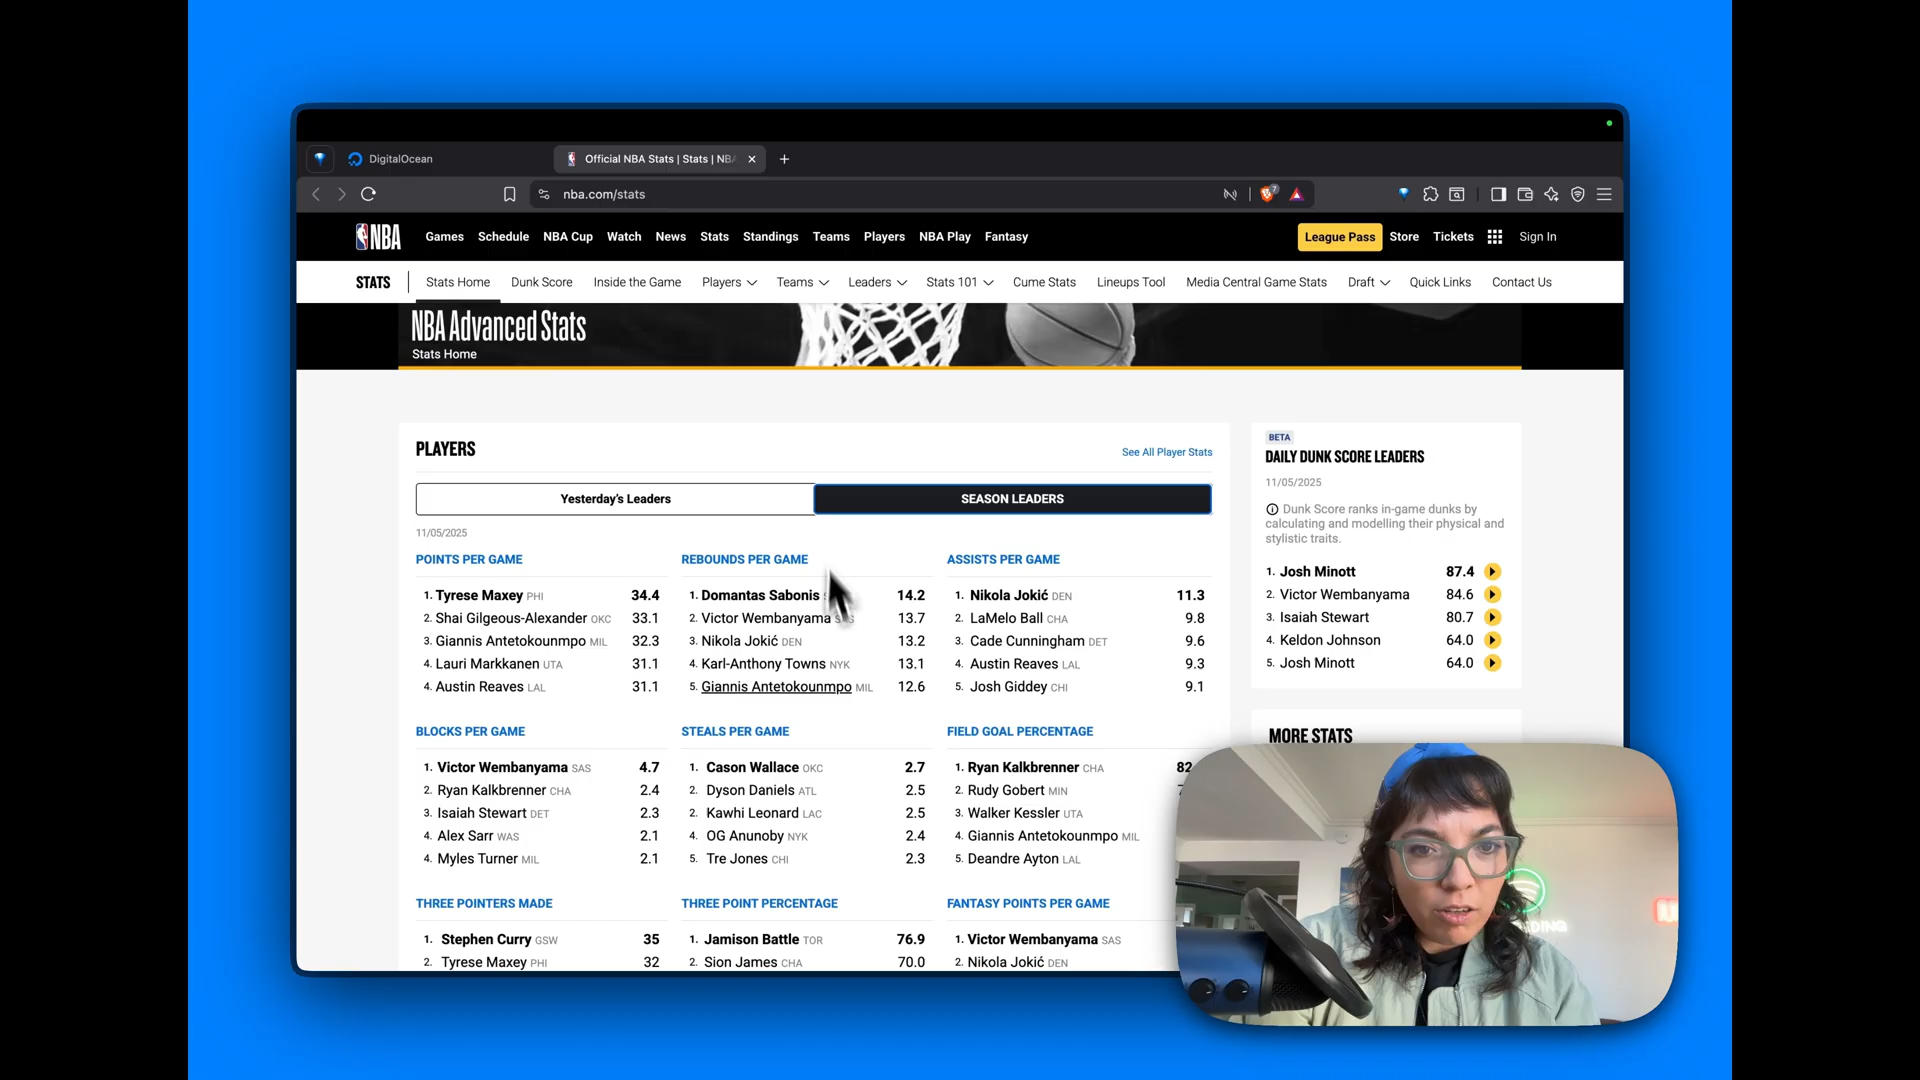 DigitalOcean
Official NBA Stats | Stats | NBA
nba.com/stats
7
NBA Games Schedule NBA Cup Watch News Stats Standings Teams Players NBA Play Fantasy League Pass Store Tickets Sign In
STATS Stats Home Dunk Score Inside the Game Players Teams Leaders Stats 101 Cume Stats Lineups Tool Media Central Game Stats Draft Quick Links Contact Us
NBA Advanced Stats
Stats Home
PLAYERS
See All Player Stats
Yesterday's Leaders SEASON LEADERS
11/05/2025
POINTS PER GAME
1. Tyrese Maxey PHI 34.4
2. Shai Gilgeous-Alexander OKC 33.1
3. Giannis Antetokounmpo MIL 32.3
4. Lauri Markkanen UTA 31.1
4. Austin Reaves LAL 31.1
REBOUNDS PER GAME
1. Domantas Sabonis 14.2
2. Victor Wembanyama SAS 13.7
3. Nikola Jokić DEN 13.2
4. Karl-Anthony Towns NYK 13.1
5. Giannis Antetokounmpo MIL 12.6
ASSISTS PER GAME
1. Nikola Jokić DEN 11.3
2. LaMelo Ball CHA 9.8
3. Cade Cunningham DET 9.6
4. Austin Reaves LAL 9.3
5. Josh Giddey CHI 9.1
BLOCKS PER GAME
1. Victor Wembanyama SAS 4.7
2. Ryan Kalkbrenner CHA 2.4
3. Isaiah Stewart DET 2.3
4. Alex Sarr WAS 2.1
4. Myles Turner MIL 2.1
STEALS PER GAME
1. Cason Wallace OKC 2.7
2. Dyson Daniels ATL 2.5
2. Kawhi Leonard LAC 2.5
4. OG Anunoby NYK 2.4
5. Tre Jones CHI 2.3
FIELD GOAL PERCENTAGE
1. Ryan Kalkbrenner CHA 82
2. Rudy Gobert MIN
3. Walker Kessler UTA
4. Giannis Antetokounmpo MIL
5. Deandre Ayton LAL
THREE POINTERS MADE
1. Stephen Curry GSW 35
2. Tyrese Maxey PHI 32
THREE POINT PERCENTAGE
1. Jamison Battle TOR 76.9
2. Sion James CHA 70.0
FANTASY POINTS PER GAME
1. Victor Wembanyama SAS
2. Nikola Jokić DEN
BETA
DAILY DUNK SCORE LEADERS
11/05/2025
Dunk Score ranks in-game dunks by
calculating and modelling their physical and
stylistic traits.
1. Josh Minott 87.4
2. Victor Wembanyama 84.6
3. Isaiah Stewart 80.7
4. Keldon Johnson 64.0
5. Josh Minott 64.0
MORE STATS